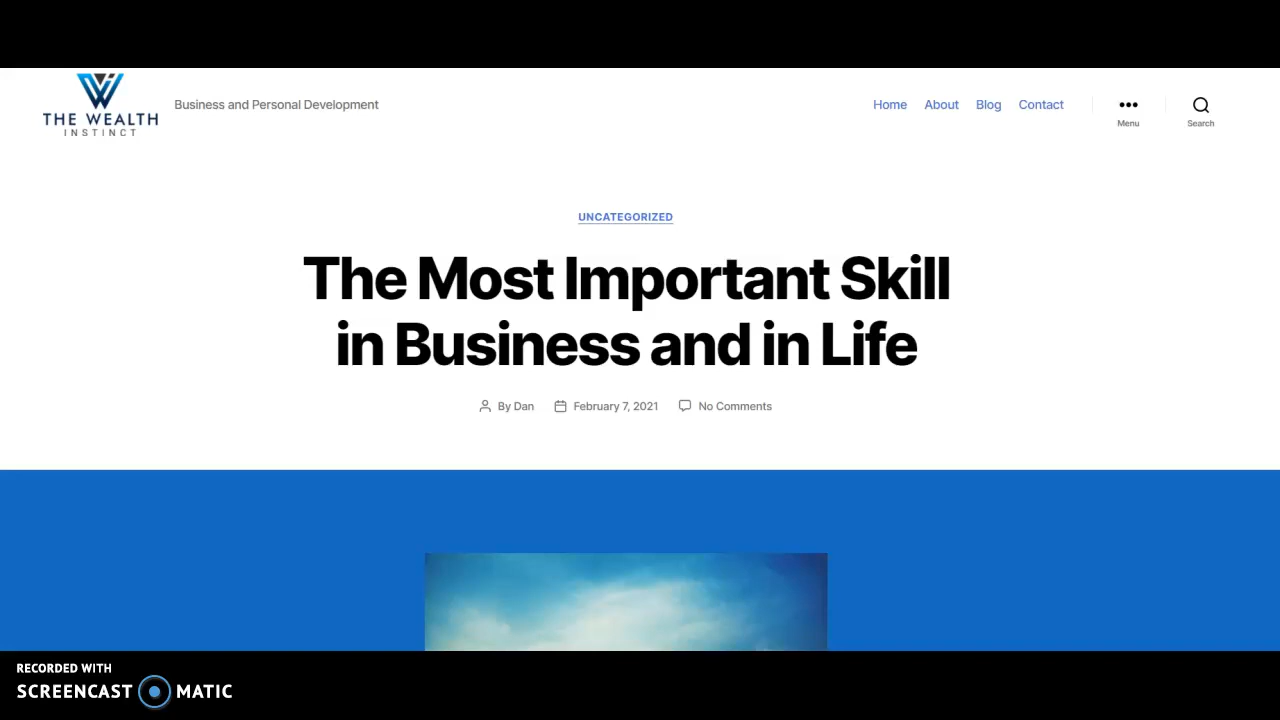 THE WEALTH
INSTINCT
Business and Personal Development
Home About Blog Contact
Menu
Search
UNCATEGORIZED
The Most Important Skill
in Business and in Life
By Dan February 7, 2021 No Comments
RECORDED WITH
SCREENCAST MATIC